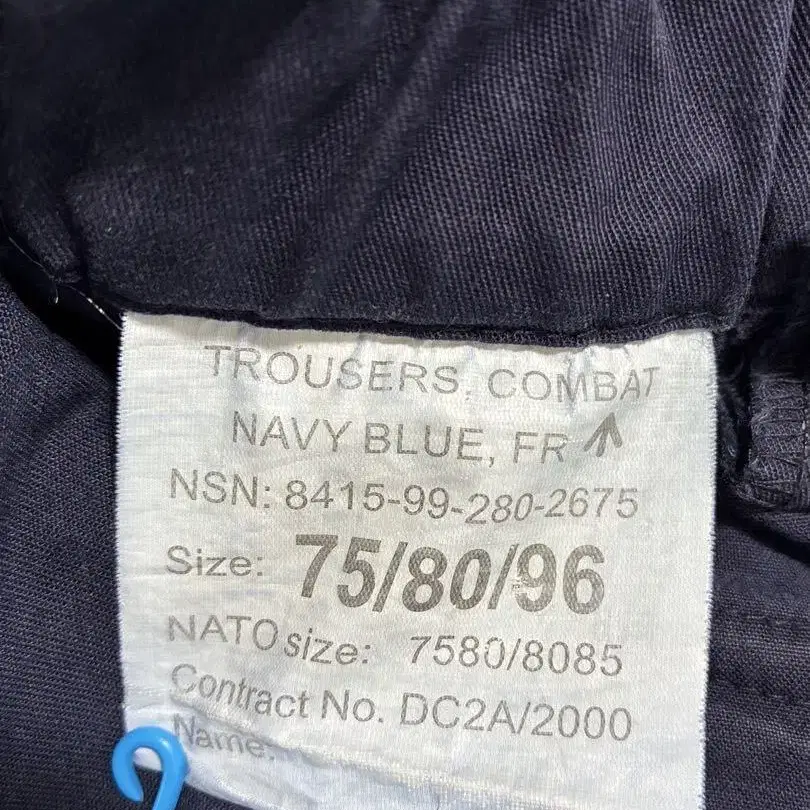 TROUSERS, COMBAT
NAVY BLUE, FR
NSN: 8415-99-280-2675
Size: 75/80/96
NATO size: 7580/8085
Contract No. DC2A/2000
Name: